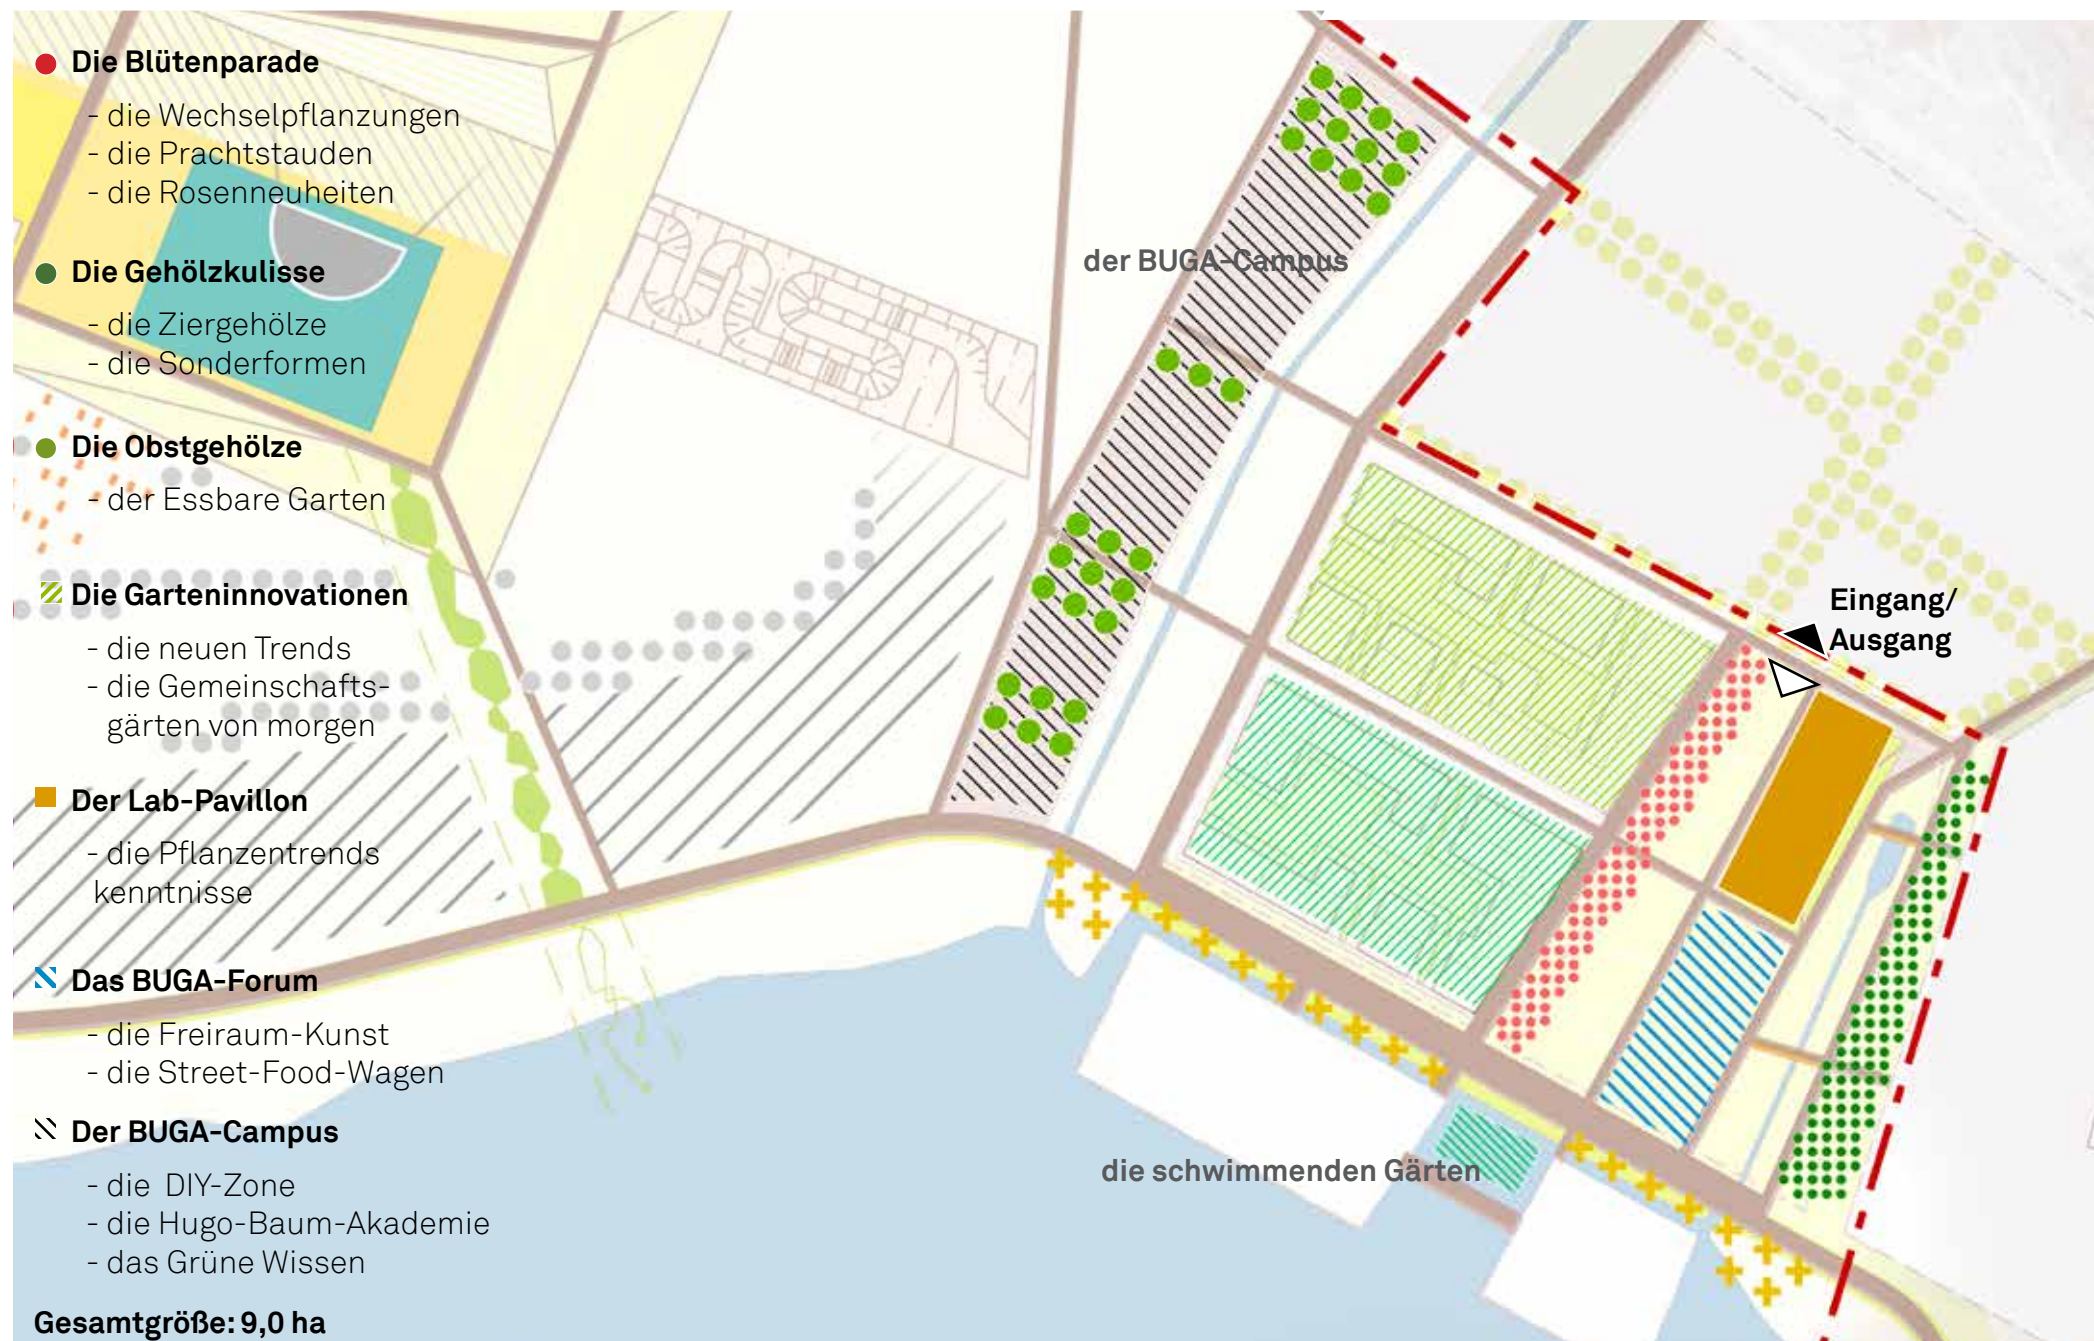 Die Blütenparade
- die Wechselpflanzungen
- die Prachtstauden
- die Rosenneuheiten
Die Gehölzkulisse
- die Ziergehölze
- die Sonderformen
Die Obstgehölze
- der Essbare Garten
Die Garteninnovationen
- die neuen Trends
- die Gemeinschafts-
gärten von morgen
Der Lab-Pavillon
- die Pflanzentrends
kenntnisse
Das BUGA-Forum
- die Freiraum-Kunst
- die Street-Food-Wagen
Der BUGA-Campus
- die DIY-Zone
- die Hugo-Baum-Akademie
- das Grüne Wissen
Gesamtgröße: 9,0 ha
der BUGA-Campus
Eingang/
Ausgang
die schwimmenden Gärten